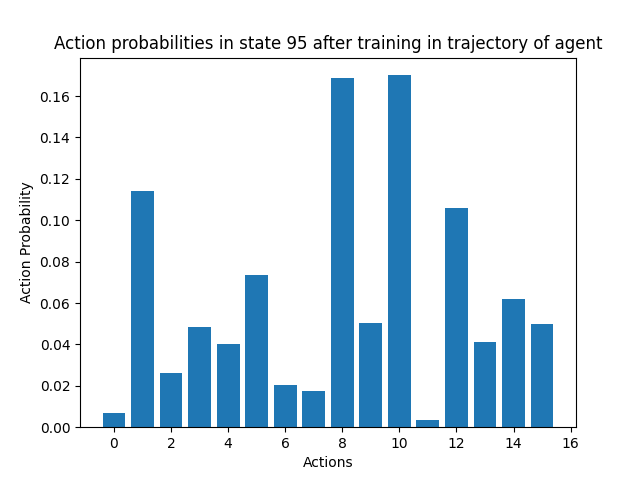 Action probabilities in state 95 after training in trajectory of agent
0.16
0.14
0.12
0.10
0.08
0.06
0.04
0.02
0.00
Action Probability
0 2 4 6 8 10 12 14 16
Actions